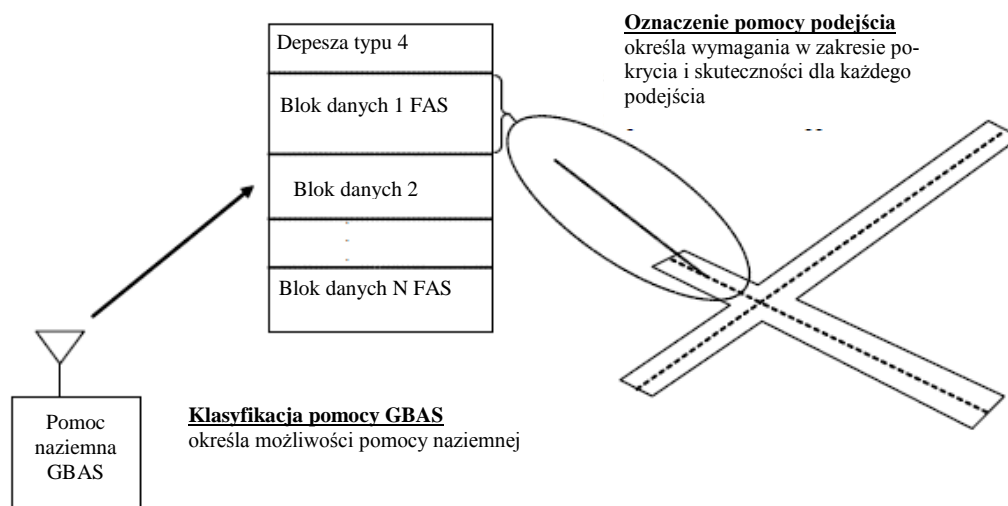 Depesza typu 4
Blok danych 1 FAS
Blok danych 2
Blok danych N FAS
Oznaczenie pomocy podejścia
określa wymagania w zakresie po-
krycia i skuteczności dla każdego
podejścia
Pomoc
naziemna
GBAS
Klasyfikacja pomocy GBAS
określa możliwości pomocy naziemnej